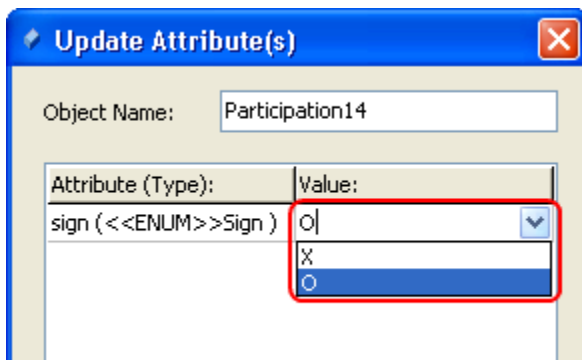 Update Attribute(s)
Object Name: Participation14
Attribute (Type): Value:
sign (<<ENUM>>Sign ) O
X
O